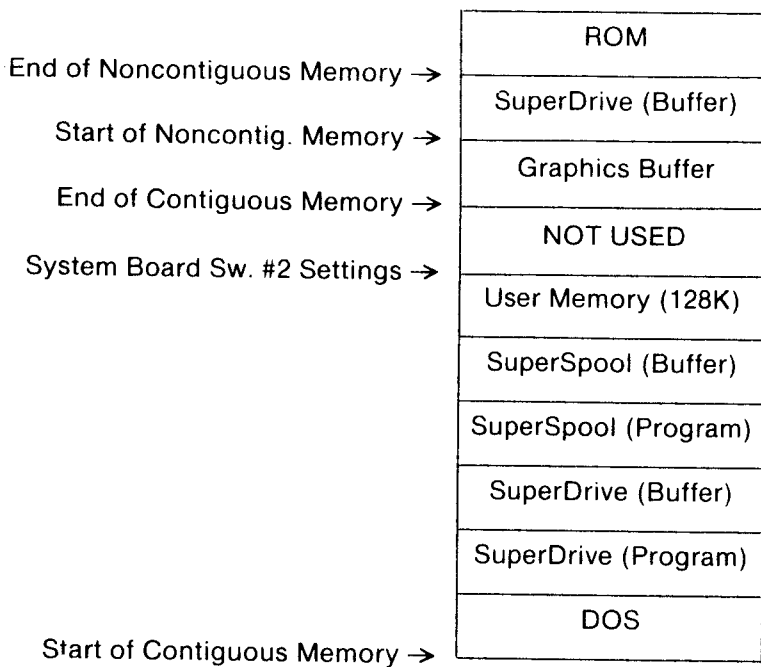 ROM
End of Noncontiguous Memory →
SuperDrive (Buffer)
Start of Noncontig. Memory →
Graphics Buffer
End of Contiguous Memory →
NOT USED
System Board Sw. #2 Settings →
User Memory (128K)
SuperSpool (Buffer)
SuperSpool (Program)
SuperDrive (Buffer)
SuperDrive (Program)
DOS
Start of Contiguous Memory →